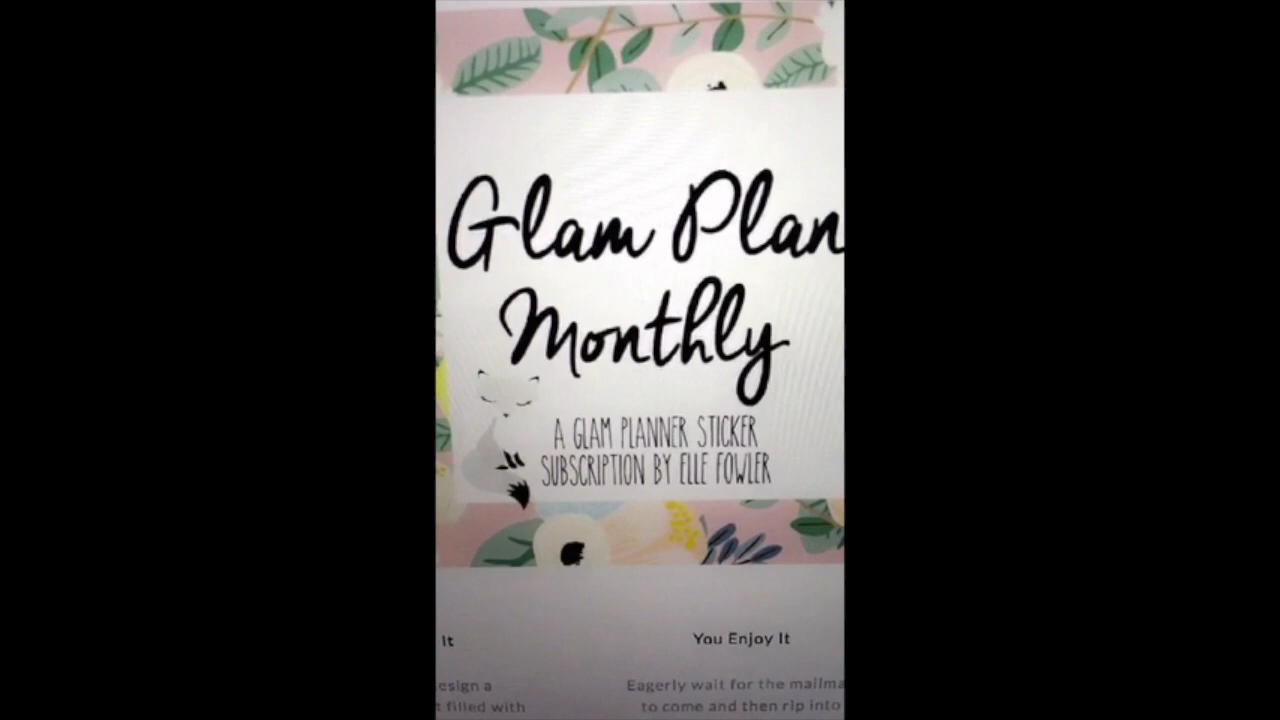 Glam Plan
Monthly
A GLAM PLANNER STICKER
SUBSCRIPTION BY ELLE FOWLER
It
You Enjoy It
esign a
Eagerly wait for the mailma
t filled with
to come and then rip into